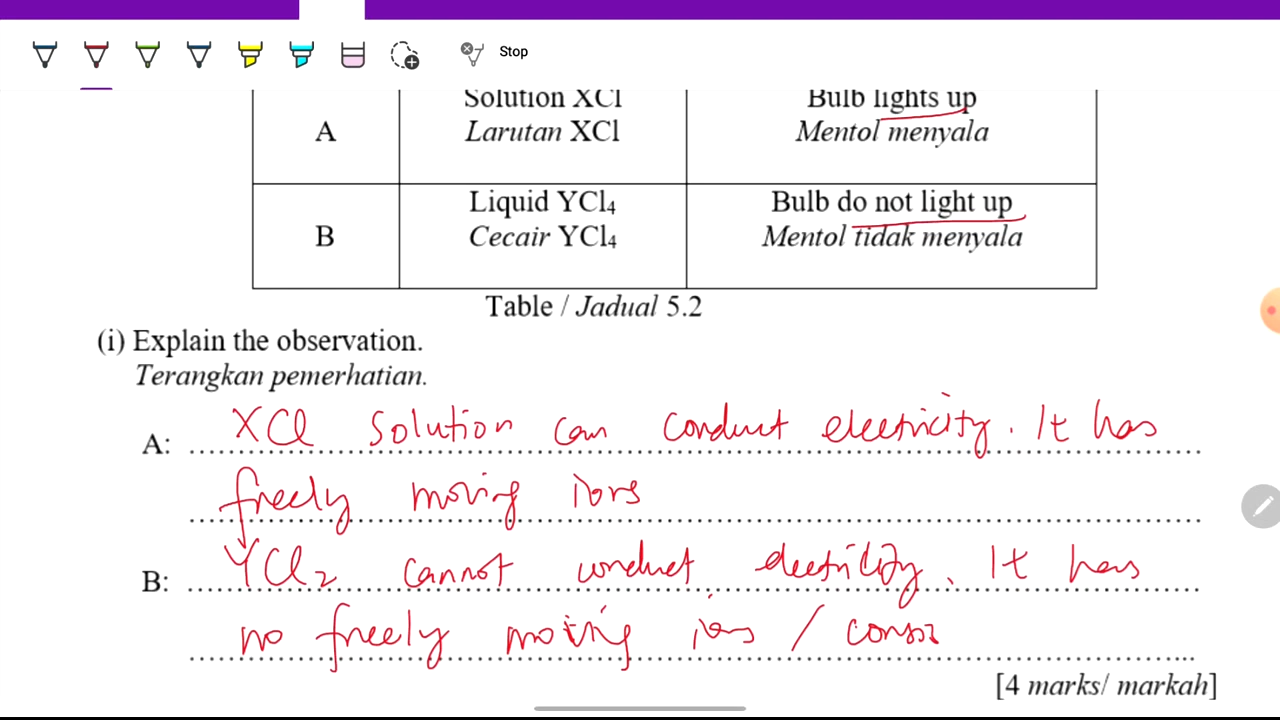 Stop
Solution XCl
Bulb lights up
A
Larutan XCl
Mentol menyala
Liquid YCl₄
Bulb do not light up
B
Cecair YCl₄
Mentol tidak menyala
Table / Jadual 5.2
(i) Explain the observation.
Terangkan pemerhatian.
A: XCl solution can conduct electricity. It has
freely moving ions
B: YCl₂ cannot conduct electricity. It has
no freely moving ions / consi
[4 marks/ markah]